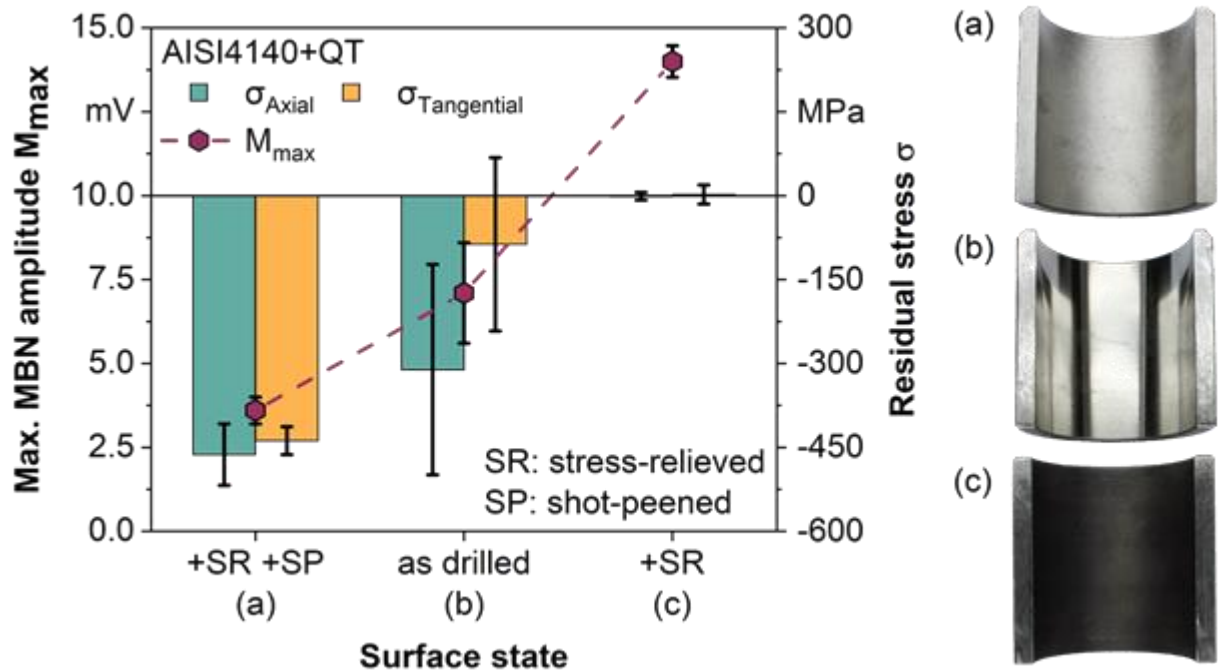 Max. MBN amplitude Mmax
15.0
mV
10.0
7.5
5.0
2.5
0.0
AISI4140+QT
σAxial
σTangential
Mmax
SR: stress-relieved
SP: shot-peened
300
MPa
0
-150
-300
-450
-600
Residual stress σ
+SR +SP
as drilled
+SR
(a)
(b)
(c)
Surface state
(a)
(b)
(c)